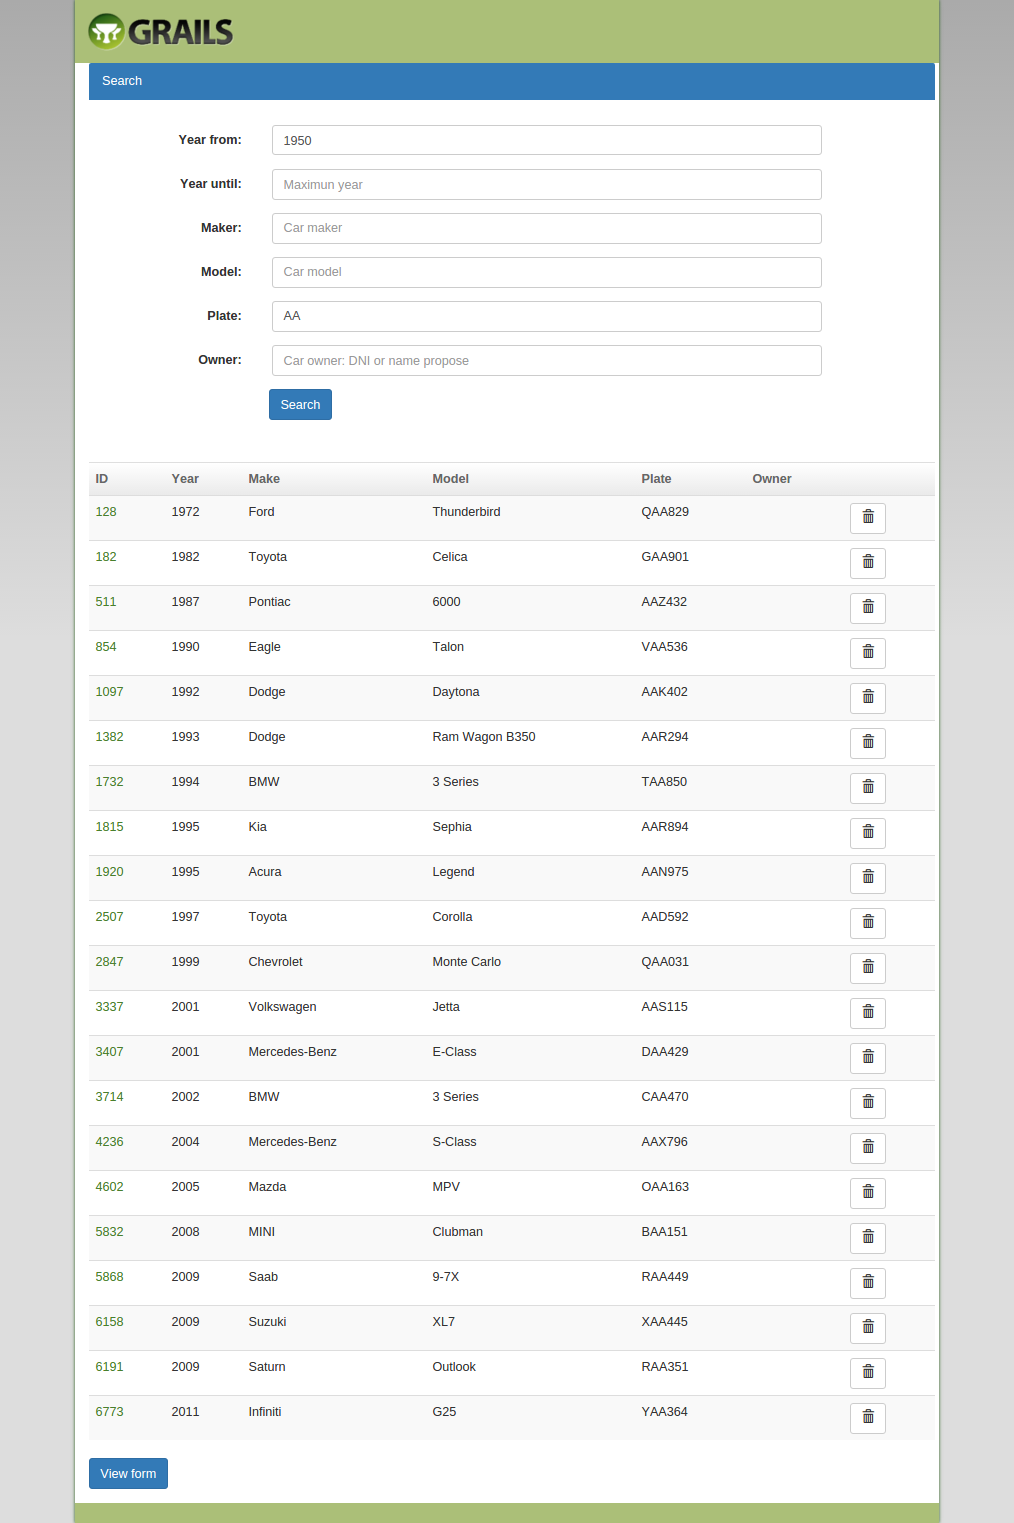 GRAILS
Search
Year from: 1950
Year until: Maximun year
Maker: Car maker
Model: Car model
Plate: AA
Owner: Car owner: DNI or name propose
Search
ID Year Make Model Plate Owner
128 1972 Ford Thunderbird QAA829
182 1982 Toyota Celica GAA901
511 1987 Pontiac 6000 AAZ432
854 1990 Eagle Talon VAA536
1097 1992 Dodge Daytona AAK402
1382 1993 Dodge Ram Wagon B350 AAR294
1732 1994 BMW 3 Series TAA850
1815 1995 Kia Sephia AAR894
1920 1995 Acura Legend AAN975
2507 1997 Toyota Corolla AAD592
2847 1999 Chevrolet Monte Carlo QAA031
3337 2001 Volkswagen Jetta AAS115
3407 2001 Mercedes-Benz E-Class DAA429
3714 2002 BMW 3 Series CAA470
4236 2004 Mercedes-Benz S-Class AAX796
4602 2005 Mazda MPV OAA163
5832 2008 MINI Clubman BAA151
5868 2009 Saab 9-7X RAA449
6158 2009 Suzuki XL7 XAA445
6191 2009 Saturn Outlook RAA351
6773 2011 Infiniti G25 YAA364
View form